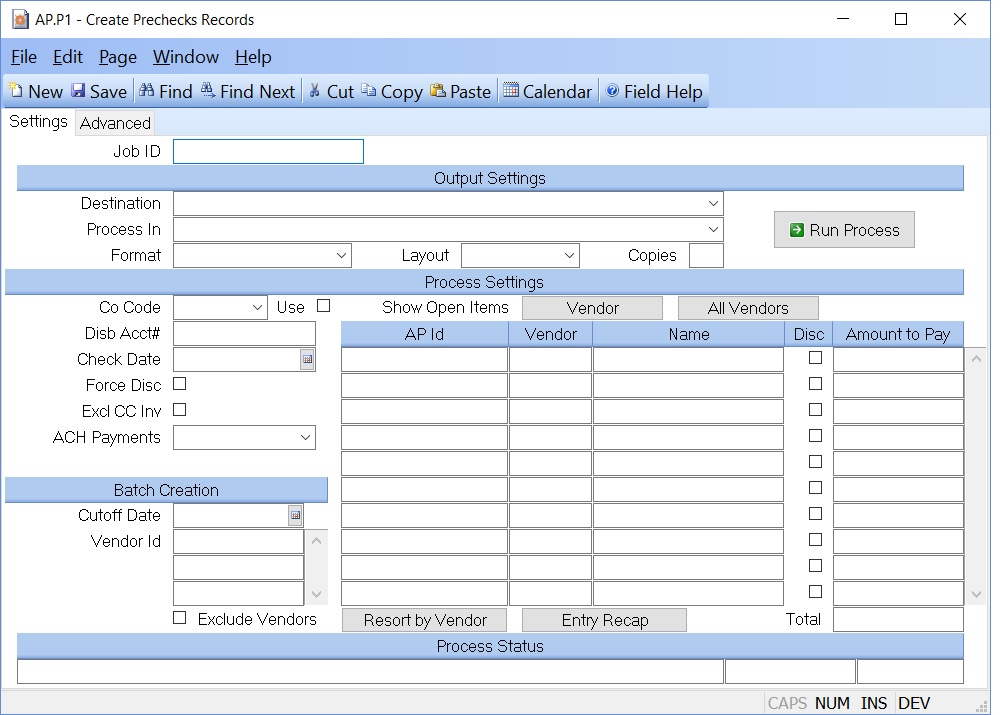 AP.P1 - Create Prechecks Records
File Edit Page Window Help
New Save Find Find Next Cut Copy Paste Calendar Field Help
Settings Advanced
Job ID
Output Settings
Destination
Process In
Run Process
Format Layout Copies
Process Settings
Co Code Use Show Open Items Vendor All Vendors
Disb Acct# AP Id Vendor Name Disc Amount to Pay
Check Date
Force Disc
Excl CC Inv
ACH Payments
Batch Creation
Cutoff Date
Vendor Id
Exclude Vendors Resort by Vendor Entry Recap Total
Process Status
CAPS NUM INS DEV